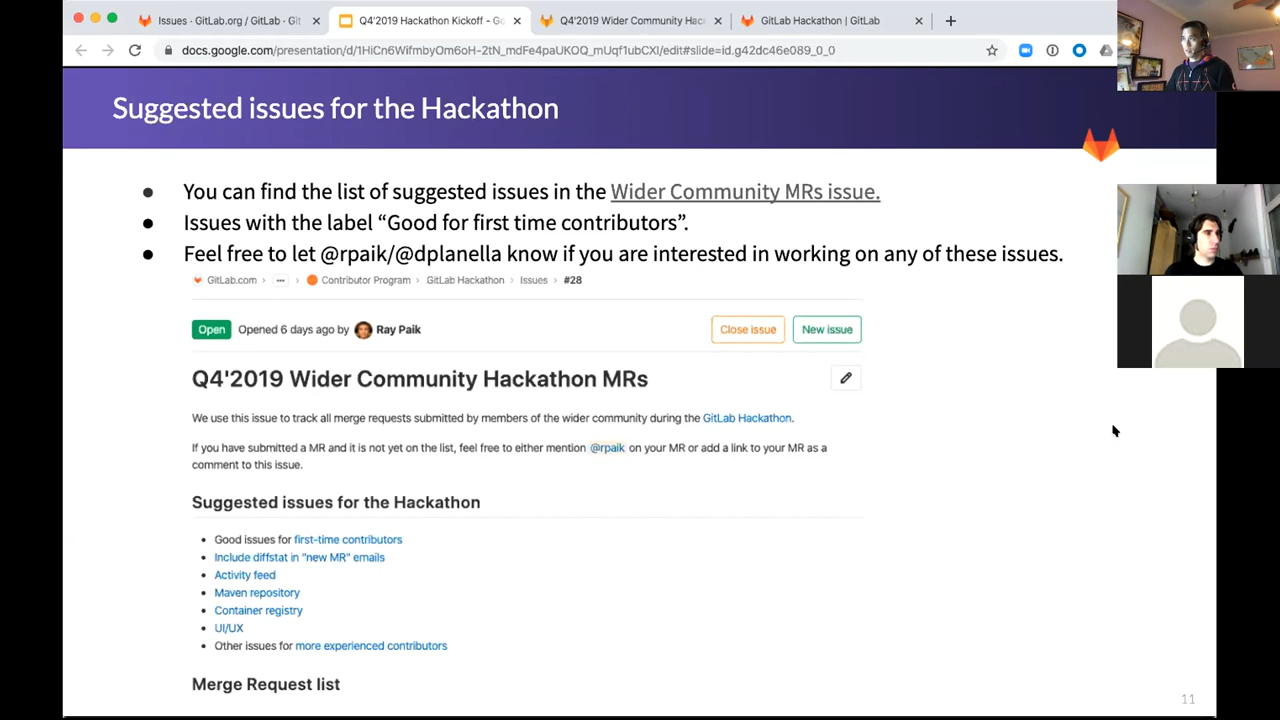 Issues · GitLab.org / GitLab · Git
Q4'2019 Hackathon Kickoff - Go
Q4'2019 Wider Community Hac
GitLab Hackathon | GitLab
docs.google.com/presentation/d/1HiCn6WifmbyOm6oH-2tN_mdFe4paUKOQ_mUqf1ubCXI/edit#slide=id.g42dc46e089_0_0
Suggested issues for the Hackathon
● You can find the list of suggested issues in the Wider Community MRs issue.
● Issues with the label “Good for first time contributors”.
● Feel free to let @rpaik/@dplanella know if you are interested in working on any of these issues.
GitLab.com › ... › Contributor Program › GitLab Hackathon › Issues › #28
Open Opened 6 days ago by Ray Paik Close issue New issue
Q4'2019 Wider Community Hackathon MRs
We use this issue to track all merge requests submitted by members of the wider community during the GitLab Hackathon.
If you have submitted a MR and it is not yet on the list, feel free to either mention @rpaik on your MR or add a link to your MR as a
comment to this issue.
Suggested issues for the Hackathon
• Good issues for first-time contributors
• Include diffstat in "new MR" emails
• Activity feed
• Maven repository
• Container registry
• UI/UX
• Other issues for more experienced contributors
Merge Request list
11